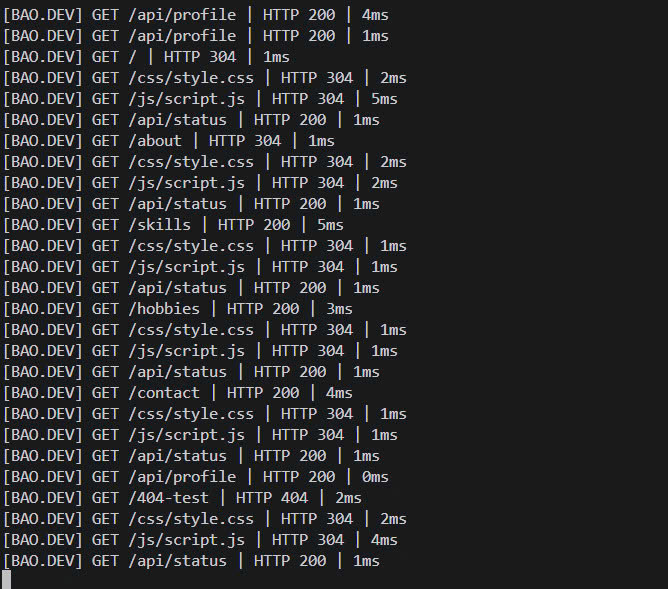 [BAO.DEV] GET /api/profile | HTTP 200 | 4ms
[BAO.DEV] GET /api/profile | HTTP 200 | 1ms
[BAO.DEV] GET / | HTTP 304 | 1ms
[BAO.DEV] GET /css/style.css | HTTP 304 | 2ms
[BAO.DEV] GET /js/script.js | HTTP 304 | 5ms
[BAO.DEV] GET /api/status | HTTP 200 | 1ms
[BAO.DEV] GET /about | HTTP 304 | 1ms
[BAO.DEV] GET /css/style.css | HTTP 304 | 2ms
[BAO.DEV] GET /js/script.js | HTTP 304 | 2ms
[BAO.DEV] GET /api/status | HTTP 200 | 1ms
[BAO.DEV] GET /skills | HTTP 200 | 5ms
[BAO.DEV] GET /css/style.css | HTTP 304 | 1ms
[BAO.DEV] GET /js/script.js | HTTP 304 | 1ms
[BAO.DEV] GET /api/status | HTTP 200 | 1ms
[BAO.DEV] GET /hobbies | HTTP 200 | 3ms
[BAO.DEV] GET /css/style.css | HTTP 304 | 1ms
[BAO.DEV] GET /js/script.js | HTTP 304 | 1ms
[BAO.DEV] GET /api/status | HTTP 200 | 1ms
[BAO.DEV] GET /contact | HTTP 200 | 4ms
[BAO.DEV] GET /css/style.css | HTTP 304 | 1ms
[BAO.DEV] GET /js/script.js | HTTP 304 | 1ms
[BAO.DEV] GET /api/status | HTTP 200 | 1ms
[BAO.DEV] GET /api/profile | HTTP 200 | 0ms
[BAO.DEV] GET /404-test | HTTP 404 | 2ms
[BAO.DEV] GET /css/style.css | HTTP 304 | 2ms
[BAO.DEV] GET /js/script.js | HTTP 304 | 4ms
[BAO.DEV] GET /api/status | HTTP 200 | 1ms